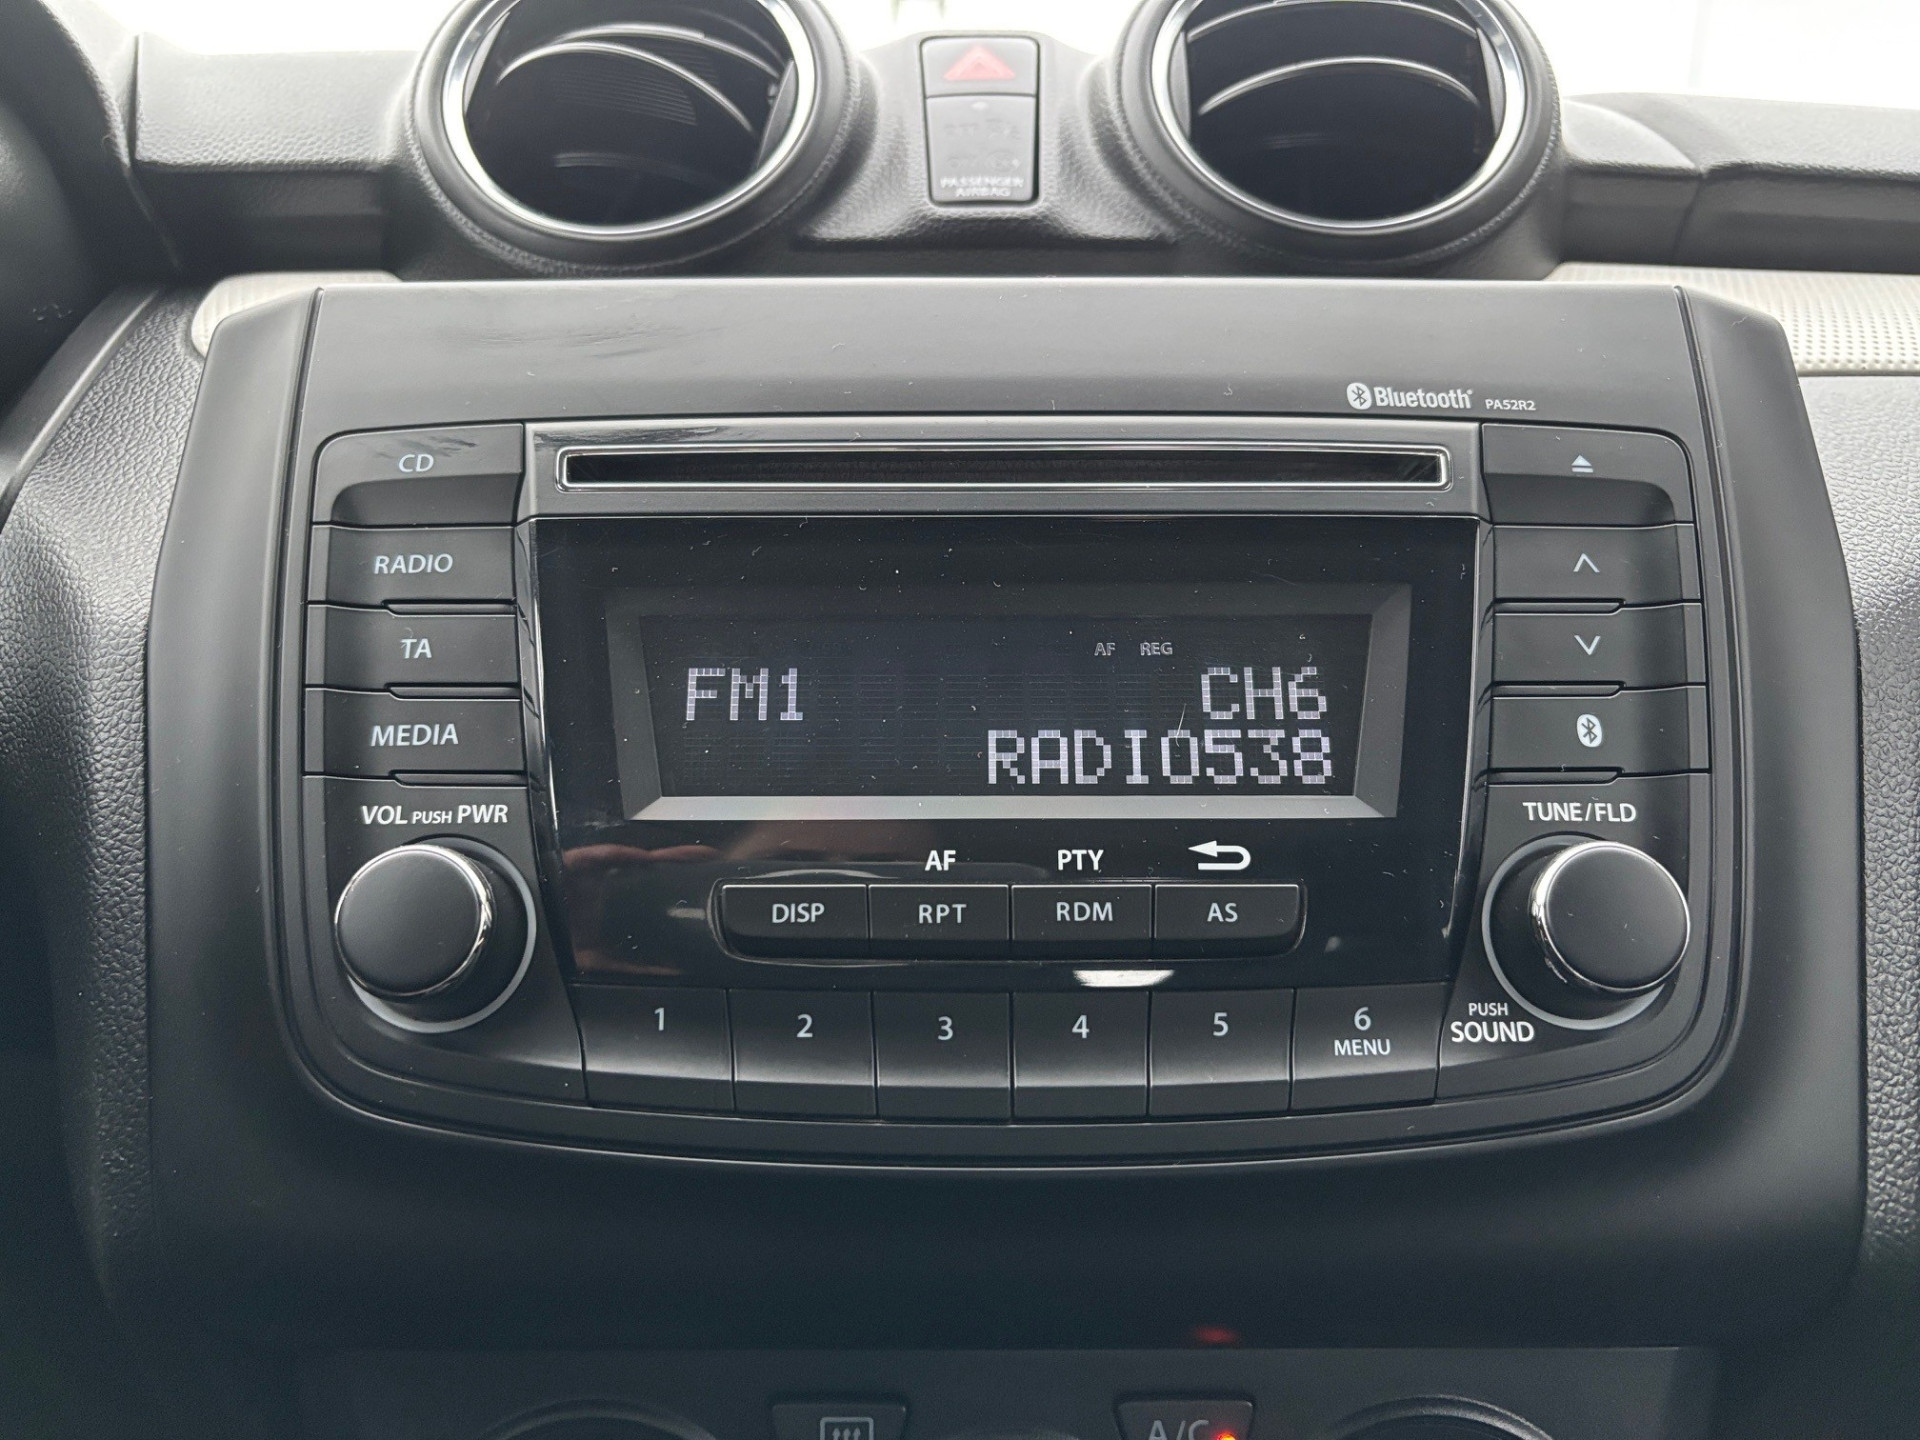 PASSENGER
AIRBAG
Bluetooth PA52R2
CD
RADIO
TA
MEDIA
AF REG
FM1 CH6
RADIO538
VOL PUSH PWR
TUNE/FLD
AF PTY
DISP RPT RDM AS
1 2 3 4 5 6
MENU
PUSH
SOUND
A/C